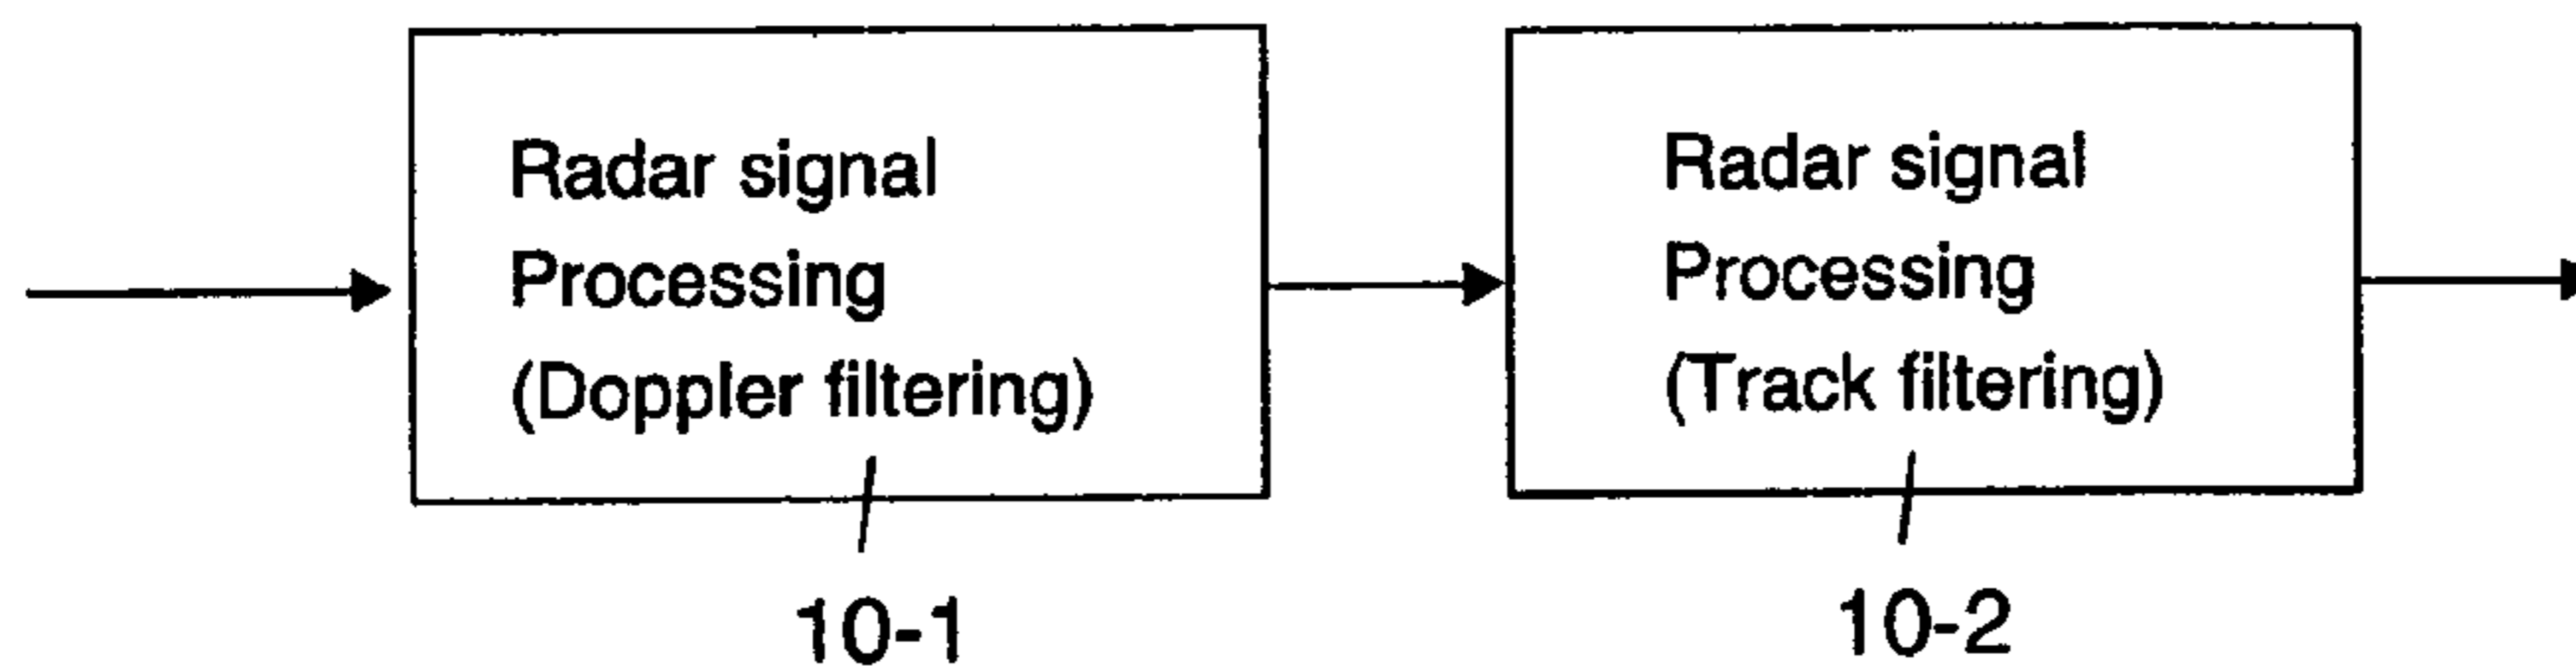 Radar signal
Processing
(Doppler filtering)
10-1
Radar signal
Processing
(Track filtering)
10-2